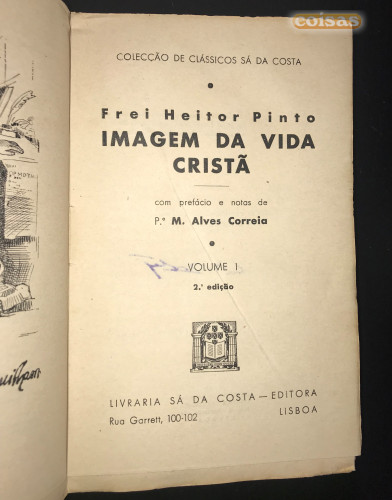 coisas
COLECÇÃO DE CLÁSSICOS SÁ DA COSTA
Frei Heitor Pinto
IMAGEM DA VIDA
CRISTÃ
com prefácio e notas de
P.ᵉ M. Alves Correia
VOLUME 1
2.ª edição
LIVRARIA SÁ DA COSTA — EDITORA
Rua Garrett, 100-102 LISBOA